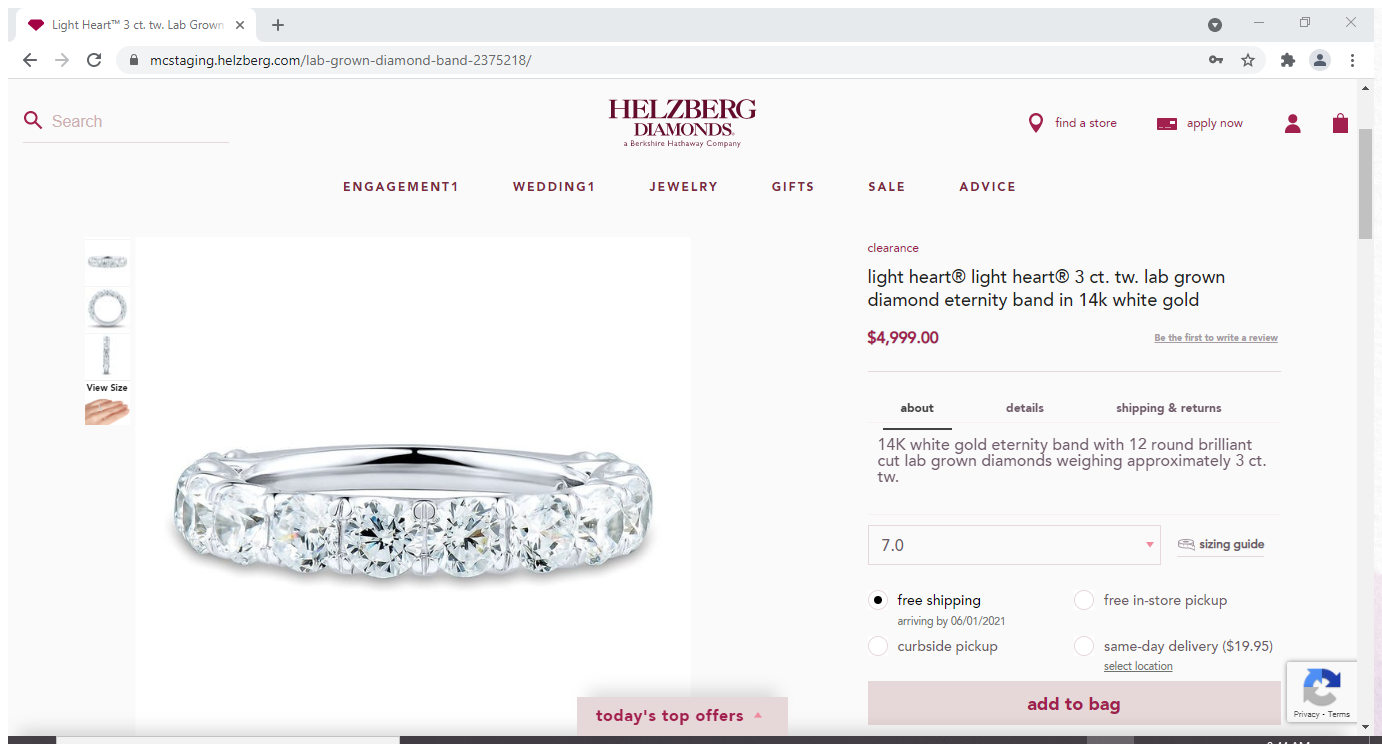 Light Heart™ 3 ct. tw. Lab Grown
mcstaging.helzberg.com/lab-grown-diamond-band-2375218/
Search
HELZBERG
DIAMONDS
a Berkshire Hathaway Company
find a store
apply now
ENGAGEMENT1 WEDDING1 JEWELRY GIFTS SALE ADVICE
View Size
clearance
light heart® light heart® 3 ct. tw. lab grown
diamond eternity band in 14k white gold
$4,999.00
Be the first to write a review
about details shipping & returns
14K white gold eternity band with 12 round brilliant
cut lab grown diamonds weighing approximately 3 ct.
tw.
7.0
sizing guide
free shipping
arriving by 06/01/2021
free in-store pickup
curbside pickup
same-day delivery ($19.95)
select location
add to bag
today's top offers
Privacy - Terms